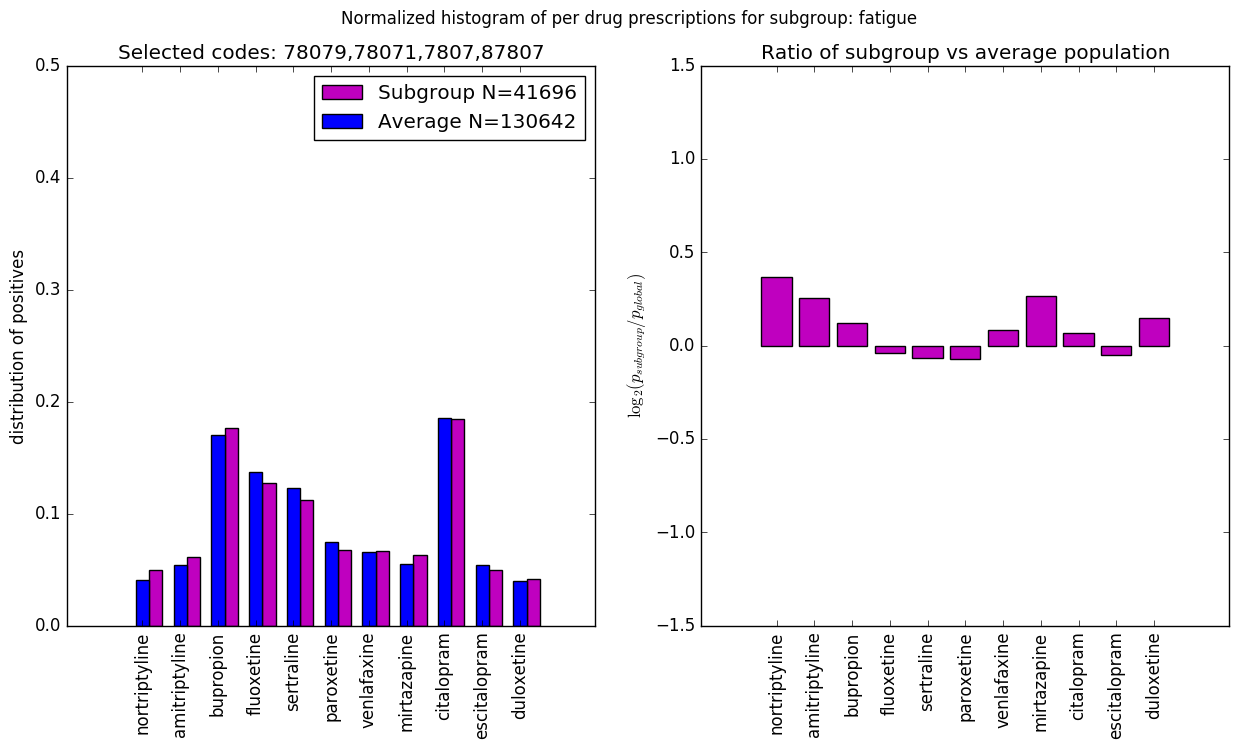 Normalized histogram of per drug prescriptions for subgroup: fatigue
Selected codes: 78079,78071,7807,87807
0.5
0.4
0.3
0.2
0.1
0.0
distribution of positives
Subgroup N=41696
Average N=130642
nortriptyline
amitriptyline
bupropion
fluoxetine
sertraline
paroxetine
venlafaxine
mirtazapine
citalopram
escitalopram
duloxetine
Ratio of subgroup vs average population
1.5
1.0
0.5
0.0
−0.5
−1.0
−1.5
log₂(p_subgroup/p_global)
nortriptyline
amitriptyline
bupropion
fluoxetine
sertraline
paroxetine
venlafaxine
mirtazapine
citalopram
escitalopram
duloxetine